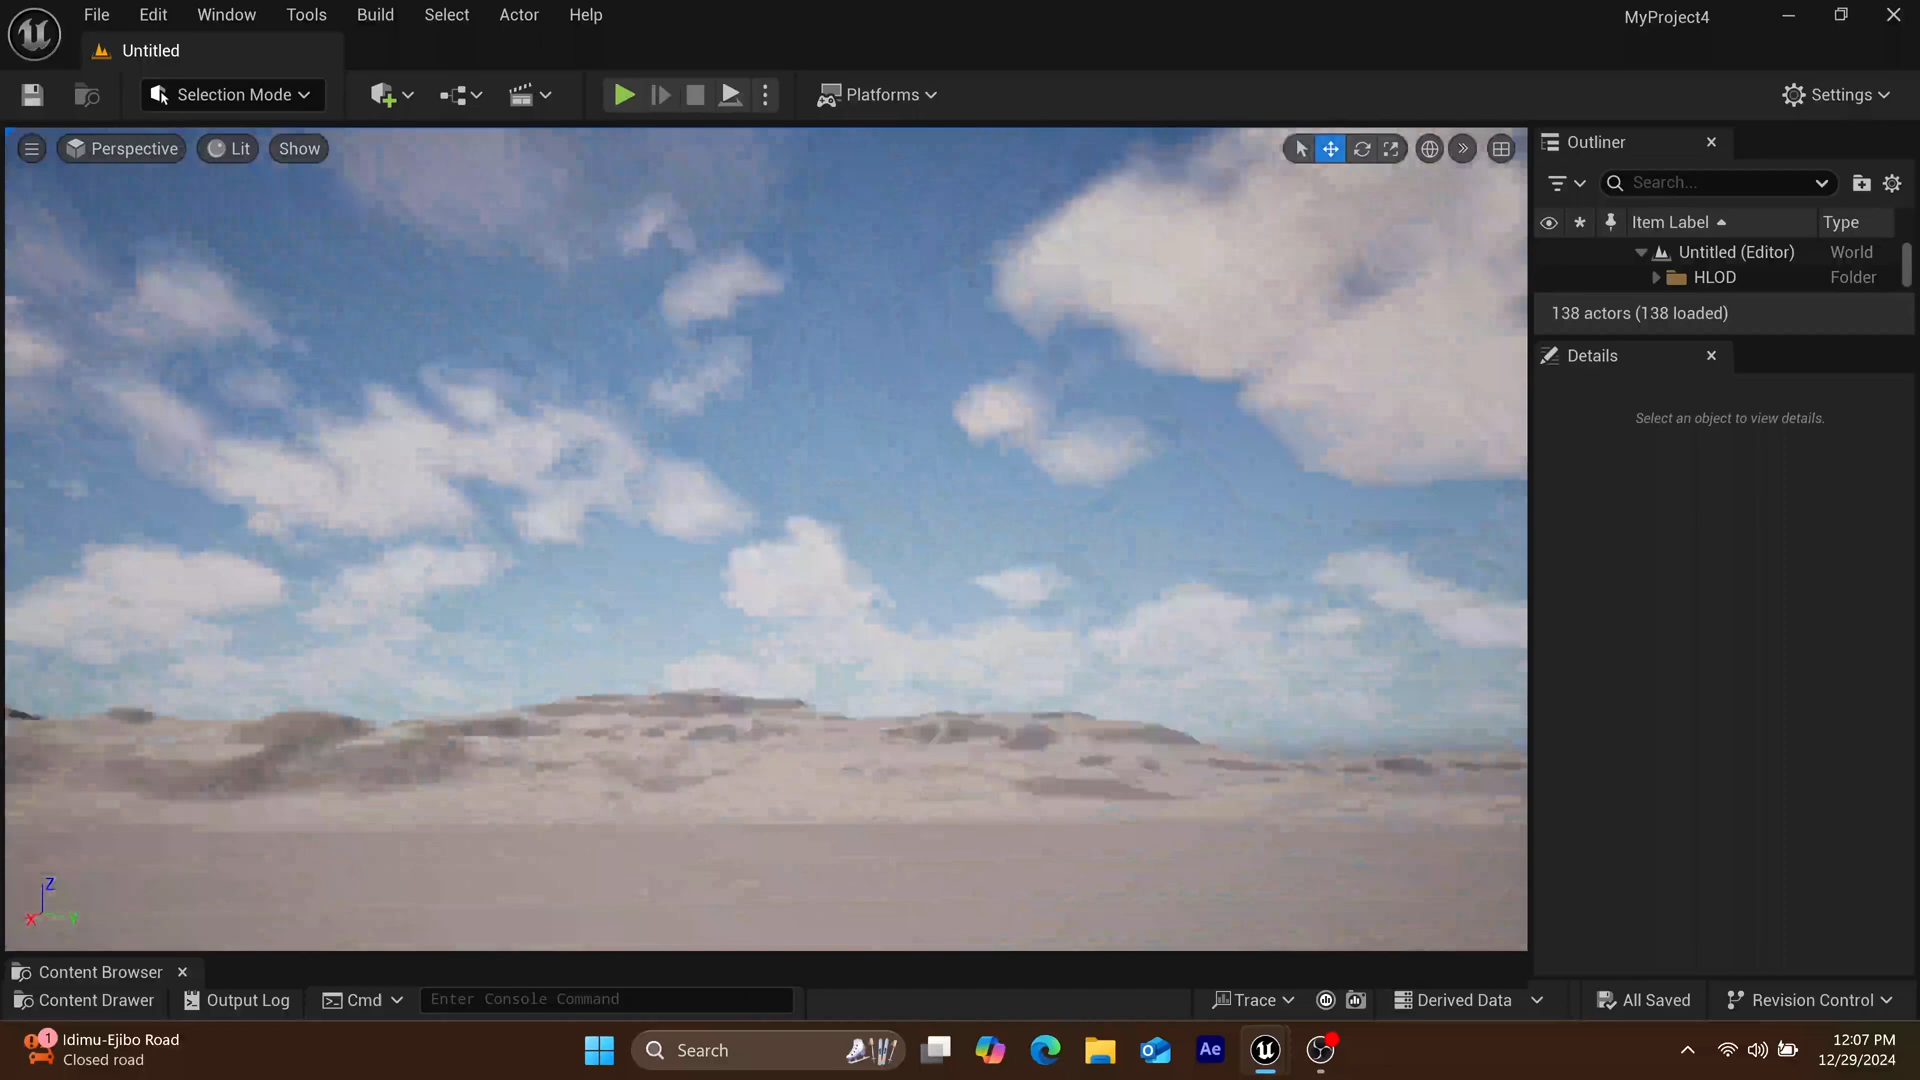 File Edit Window Tools Build Select Actor Help
MyProject4
Untitled
Selection Mode
Platforms
Settings
Perspective
Lit
Show
Outliner
Search...
Item Label
Type
Untitled (Editor)
World
HLOD
Folder
138 actors (138 loaded)
Details
Select an object to view details.
Z
X
Y
Content Browser
Content Drawer
Output Log
Cmd
Enter Console Command
Trace
Derived Data
All Saved
Revision Control
1
Idimu-Ejibo Road
Closed road
Search
Ae
12:07 PM
12/29/2024